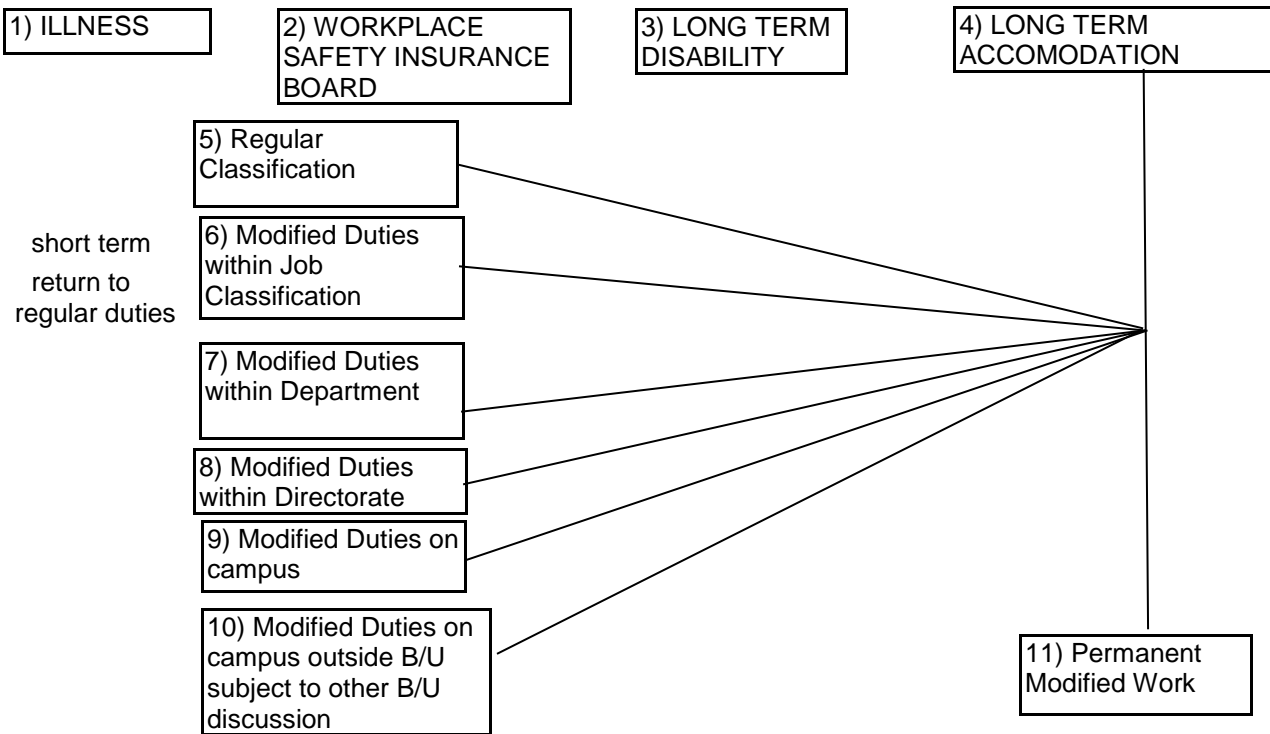 1) ILLNESS
2) WORKPLACE
SAFETY INSURANCE
BOARD
3) LONG TERM
DISABILITY
4) LONG TERM
ACCOMODATION
5) Regular
Classification
short term
return to
regular duties
6) Modified Duties
within Job
Classification
7) Modified Duties
within Department
8) Modified Duties
within Directorate
9) Modified Duties on
campus
10) Modified Duties on
campus outside B/U
subject to other B/U
discussion
11) Permanent
Modified Work